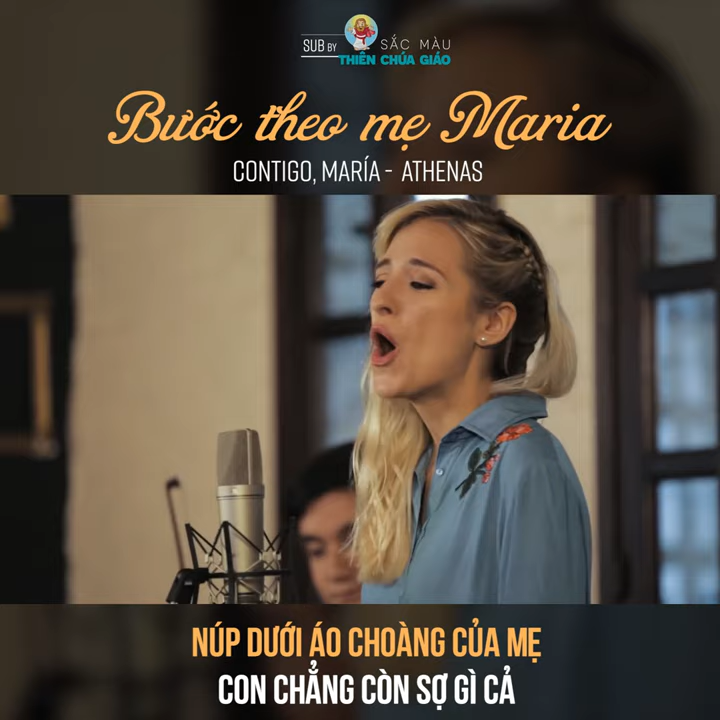 SUB BY
SẮC MÀU
THIÊN CHÚA GIÁO
Bước theo mẹ Maria
CONTIGO, MARÍA - ATHENAS
NÚP DƯỚI ÁO CHOÀNG CỦA MẸ
CON CHẲNG CÒN SỢ GÌ CẢ